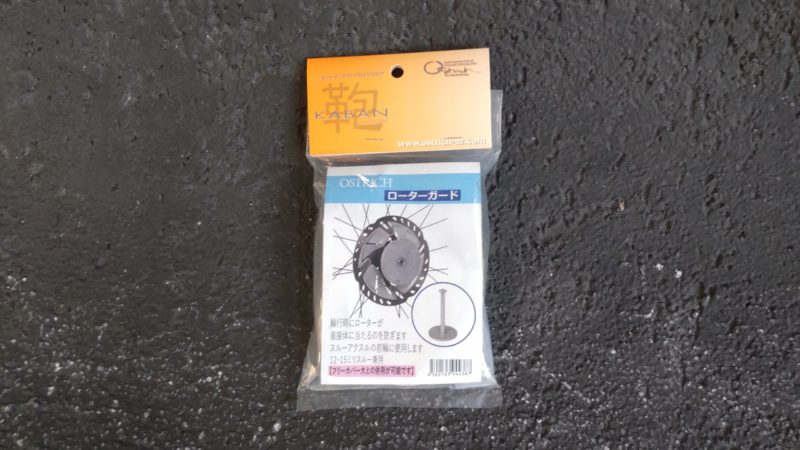 鞄
KABAN
Ostrich
www.ostrich-az.com
OSTRICH
ローターガード
輪行時にローターが
直接体に当たるのを防ぎます
スルーアクスルの前輪に使用します
12・15ミリスルー兼用
【フリーカバー大との併用が可能です】